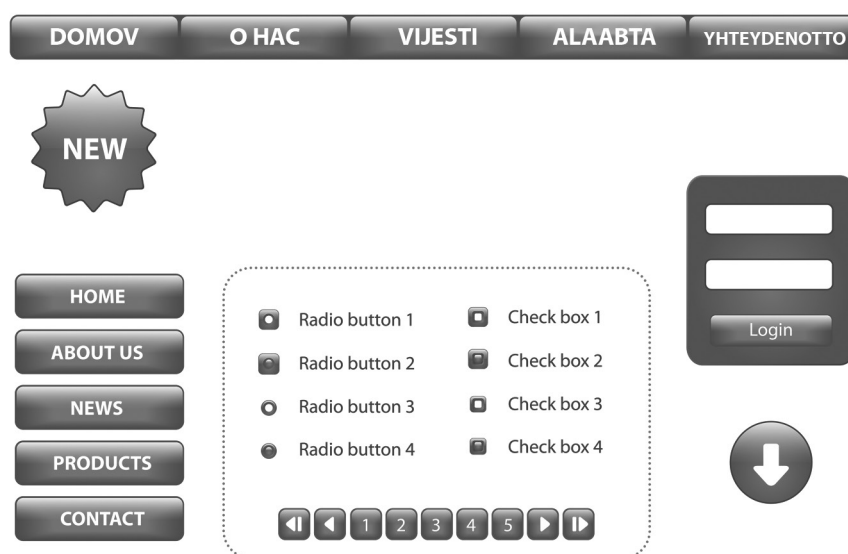 DOMOV O HAC VIJESTI ALAABTA YHTEYDENOTTO
NEW
HOME
ABOUT US
NEWS
PRODUCTS
CONTACT
Radio button 1 Check box 1
Radio button 2 Check box 2
Radio button 3 Check box 3
Radio button 4 Check box 4
1 2 3 4 5
Login